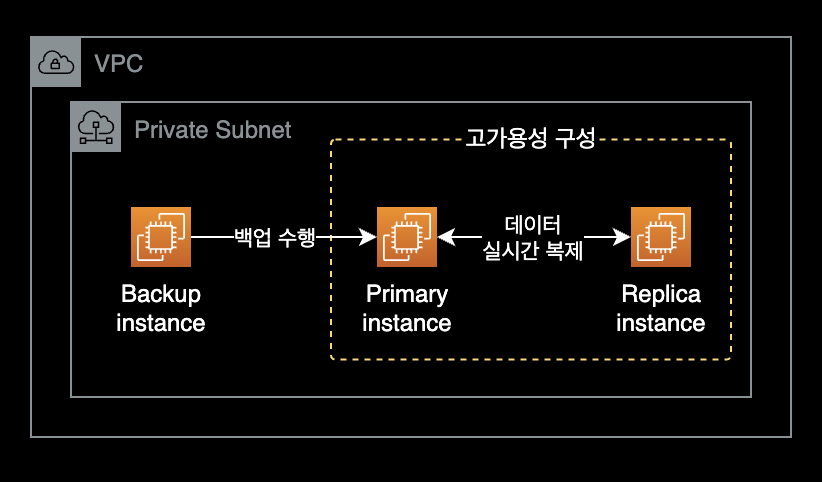 VPC
Private Subnet
고가용성 구성
백업 수행
데이터
실시간 복제
Backup
instance
Primary
instance
Replica
instance